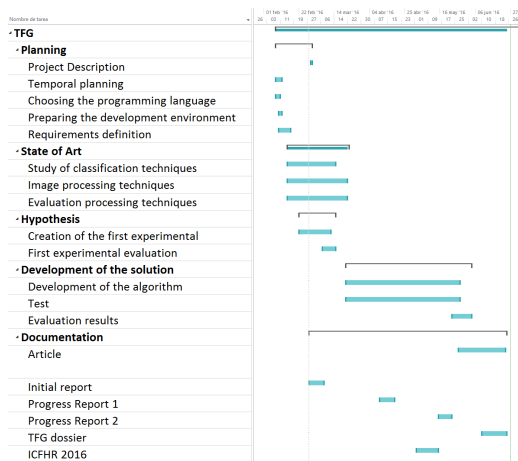 01 feb '16 22 feb '16 14 mar '16 04 abr '16 25 abr '16 16 may '16 06 jun '16 27
Nombre de tarea 26 03 11 19 27 06 14 22 30 07 15 23 01 09 17 25 02 10 18 26
TFG
Planning
Project Description
Temporal planning
Choosing the programming language
Preparing the development environment
Requirements definition
State of Art
Study of classification techniques
Image processing techniques
Evaluation processing techniques
Hypothesis
Creation of the first experimental
First experimental evaluation
Development of the solution
Development of the algorithm
Test
Evaluation results
Documentation
Article
Initial report
Progress Report 1
Progress Report 2
TFG dossier
ICFHR 2016